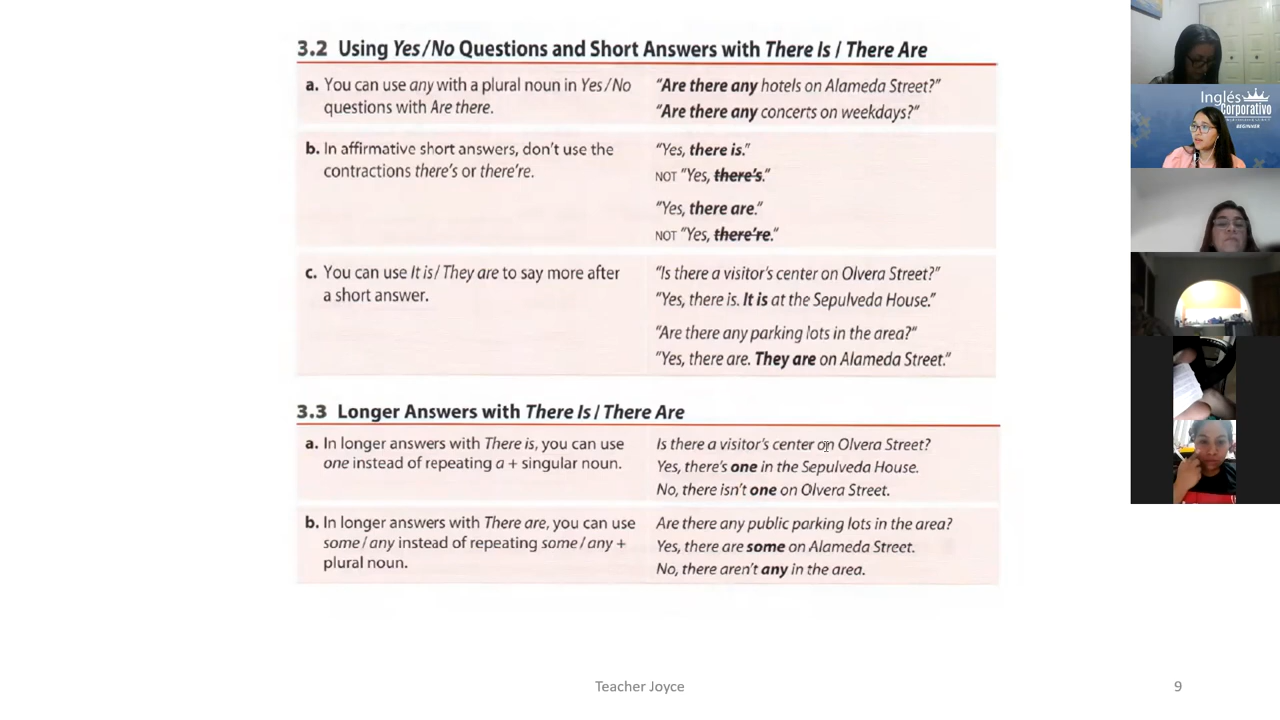 3.2 Using Yes/No Questions and Short Answers with There Is / There Are
a. You can use any with a plural noun in Yes/No
questions with Are there.
"Are there any hotels on Alameda Street?"
"Are there any concerts on weekdays?"
b. In affirmative short answers, don't use the
contractions there's or there're.
"Yes, there is."
NOT "Yes, there's."
"Yes, there are."
NOT "Yes, there're."
c. You can use It is / They are to say more after
a short answer.
"Is there a visitor's center on Olvera Street?"
"Yes, there is. It is at the Sepulveda House."
"Are there any parking lots in the area?"
"Yes, there are. They are on Alameda Street."
3.3 Longer Answers with There Is / There Are
a. In longer answers with There is, you can use
one instead of repeating a + singular noun.
Is there a visitor's center on Olvera Street?
Yes, there's one in the Sepulveda House.
No, there isn't one on Olvera Street.
b. In longer answers with There are, you can use
some / any instead of repeating some / any +
plural noun.
Are there any public parking lots in the area?
Yes, there are some on Alameda Street.
No, there aren't any in the area.
Teacher Joyce
9
Inglés
Corporativo
BEGINNER